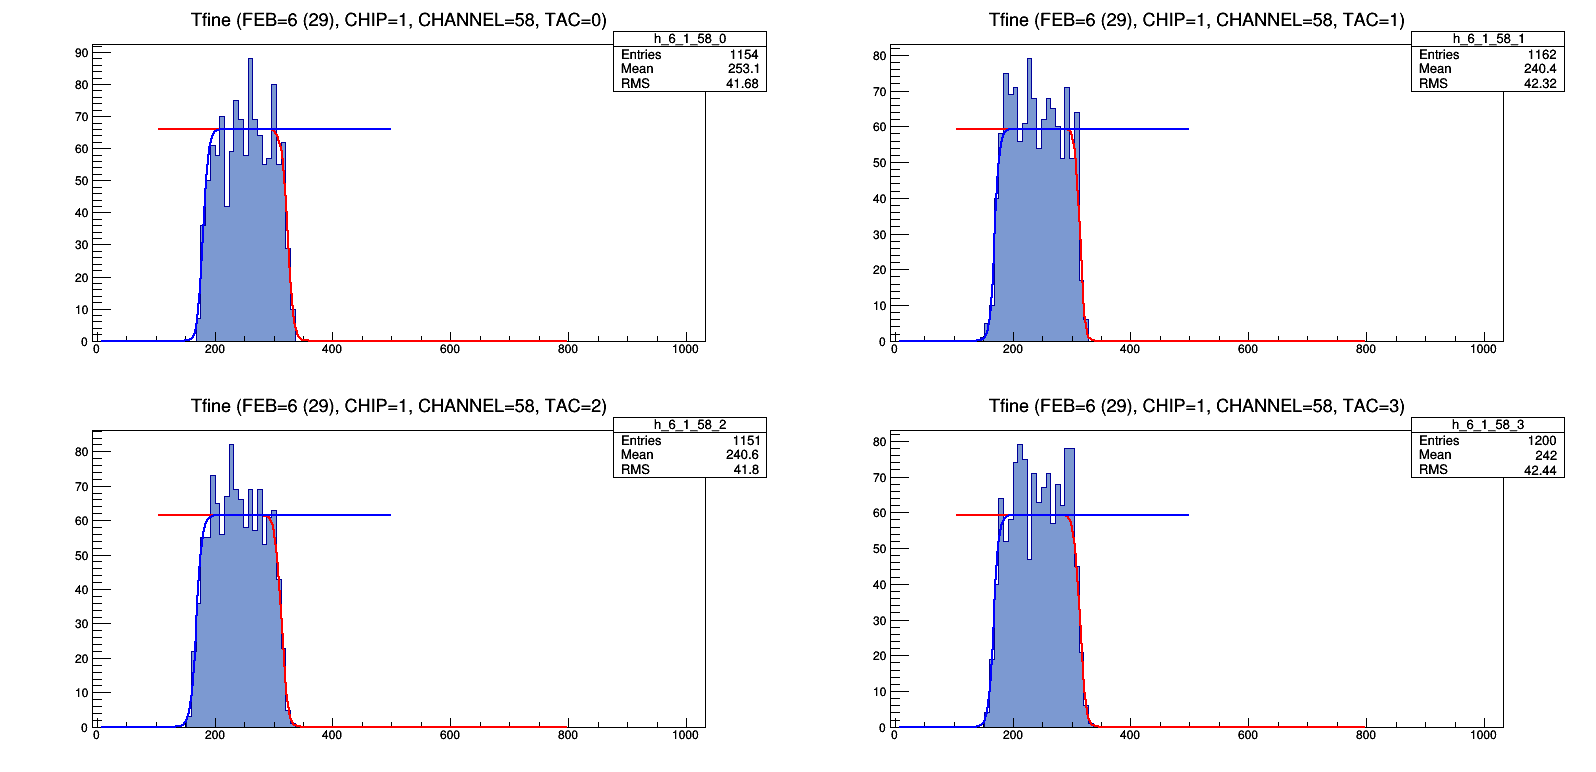 Tfine (FEB=6 (29), CHIP=1, CHANNEL=58, TAC=0)
h_6_1_58_0
Entries 1154
Mean 253.1
RMS 41.68
90
80
70
60
50
40
30
20
10
0
0 200 400 600 800 1000
Tfine (FEB=6 (29), CHIP=1, CHANNEL=58, TAC=1)
h_6_1_58_1
Entries 1162
Mean 240.4
RMS 42.32
80
70
60
50
40
30
20
10
0
0 200 400 600 800 1000
Tfine (FEB=6 (29), CHIP=1, CHANNEL=58, TAC=2)
h_6_1_58_2
Entries 1151
Mean 240.6
RMS 41.8
80
70
60
50
40
30
20
10
0
0 200 400 600 800 1000
Tfine (FEB=6 (29), CHIP=1, CHANNEL=58, TAC=3)
h_6_1_58_3
Entries 1200
Mean 242
RMS 42.44
80
70
60
50
40
30
20
10
0
0 200 400 600 800 1000